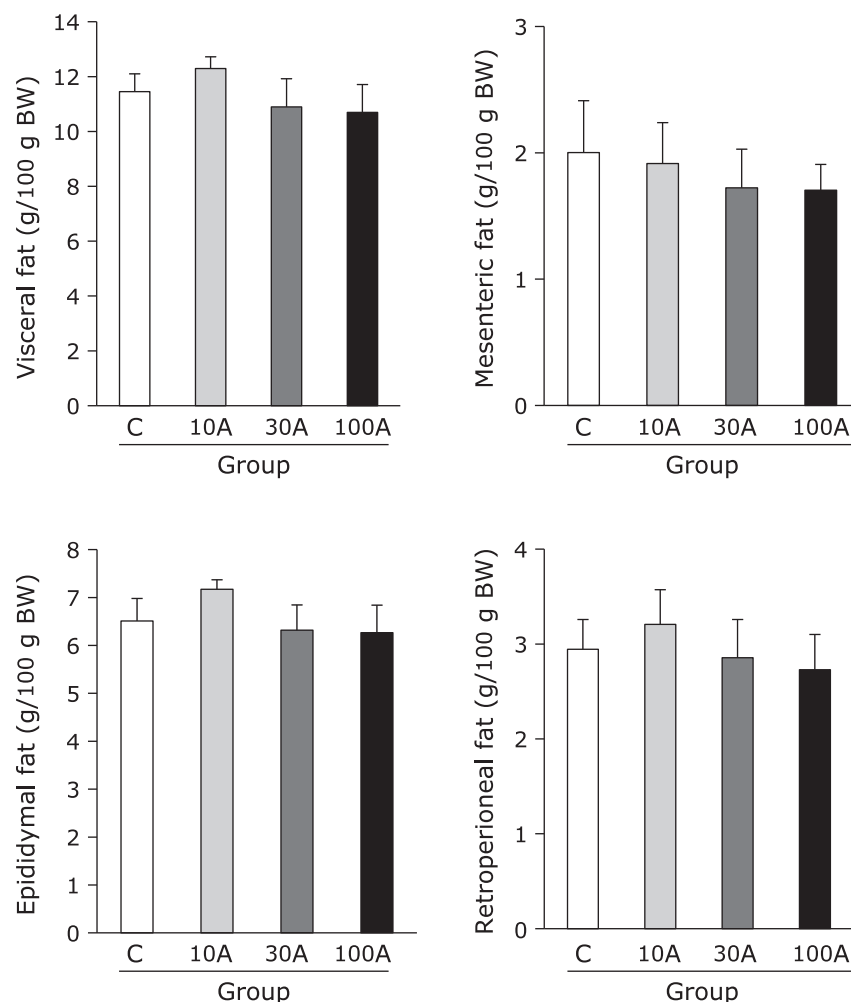 Visceral fat (g/100 g BW)
14
12
10
8
6
4
2
0
C 10A 30A 100A
Group
Mesenteric fat (g/100 g BW)
3
2
1
0
C 10A 30A 100A
Group
Epididymal fat (g/100 g BW)
8
7
6
5
4
3
2
1
0
C 10A 30A 100A
Group
Retroperioneal fat (g/100 g BW)
4
3
2
1
0
C 10A 30A 100A
Group